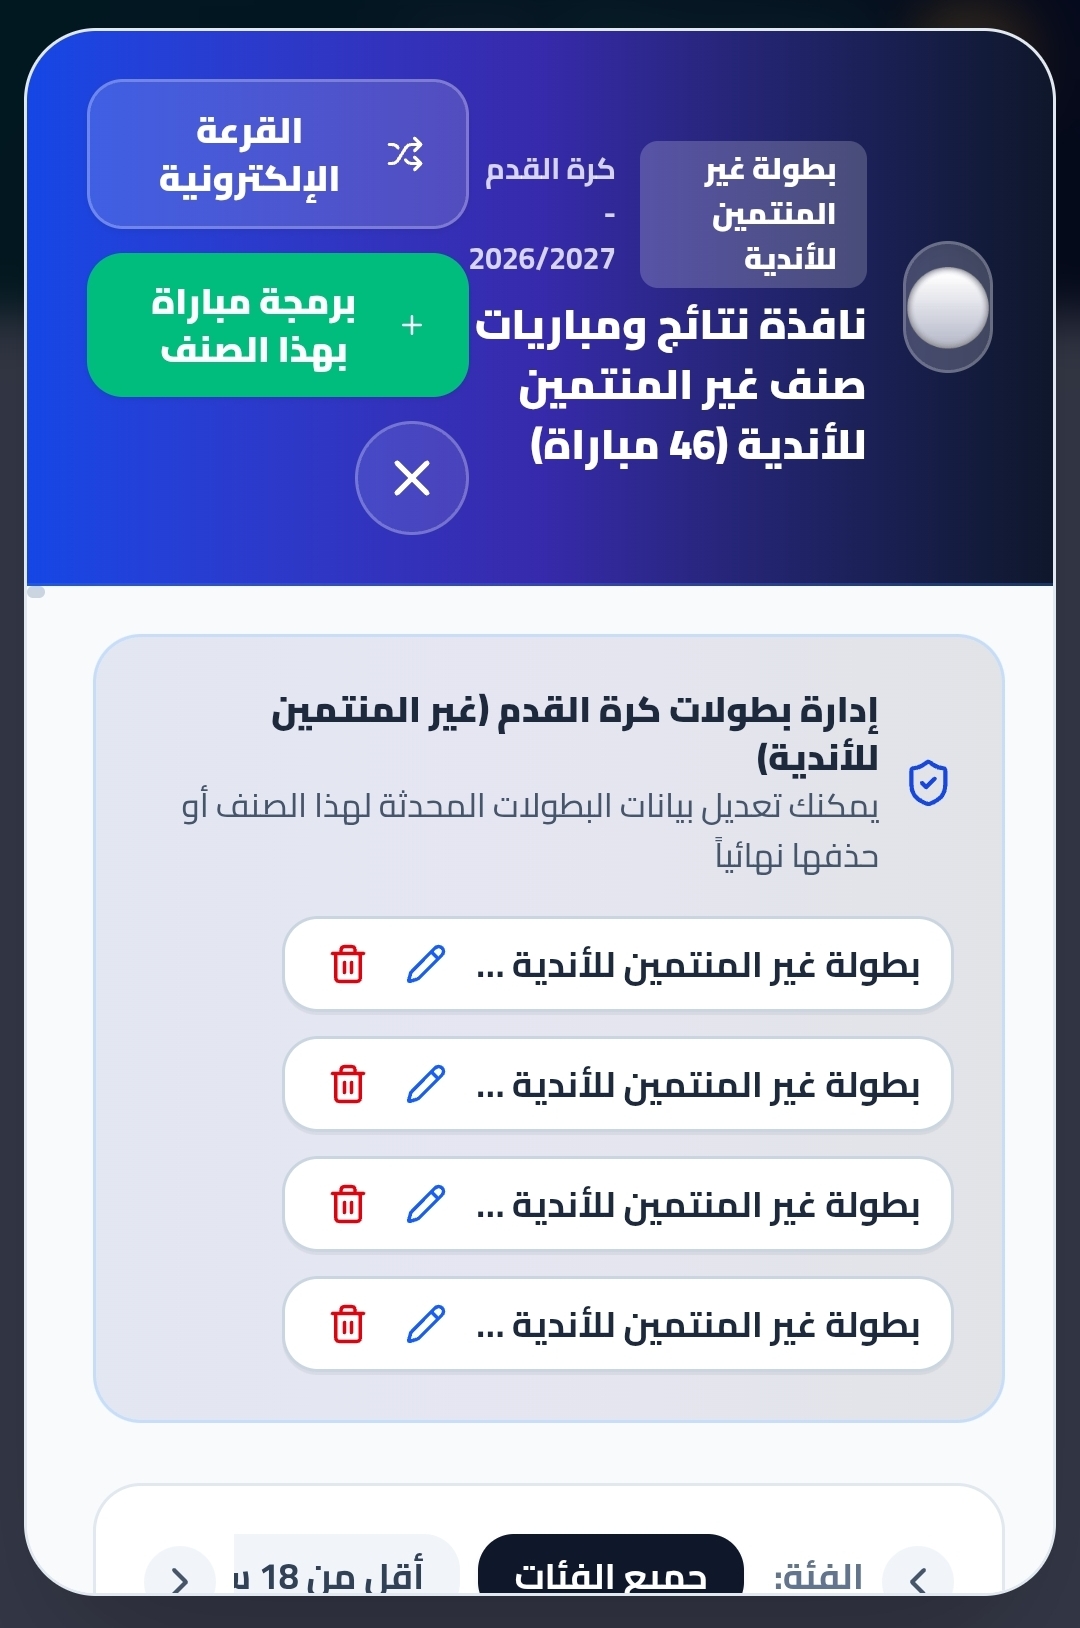 بطولة غير
المنتمين
للأندية
كرة القدم
-
2026/2027
نافذة نتائج ومباريات
صنف غير المنتمين
للأندية (46 مباراة)
القرعة
الإلكترونية
برمجة مباراة
بهذا الصنف
إدارة بطولات كرة القدم (غير المنتمين
للأندية)
يمكنك تعديل بيانات البطولات المحدثة لهذا الصنف أو
حذفها نهائياً
بطولة غير المنتمين للأندية ...
بطولة غير المنتمين للأندية ...
بطولة غير المنتمين للأندية ...
بطولة غير المنتمين للأندية ...
الفئة:
جميع الفئات
أقل من 18 س